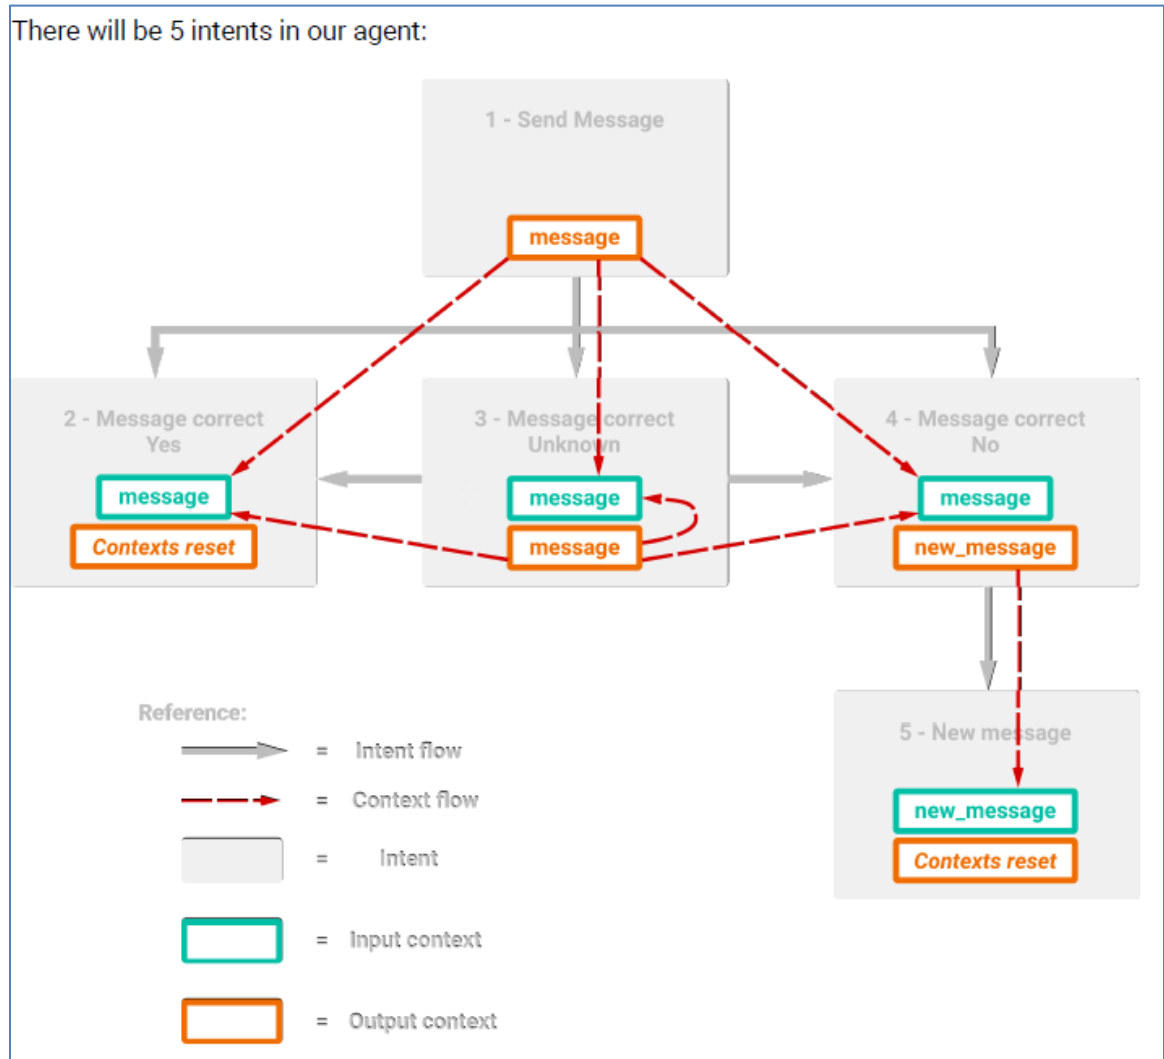 There will be 5 intents in our agent:
1 - Send Message
message
2 - Message correct
Yes
message
Contexts reset
3 - Message correct
Unknown
message
message
4 - Message correct
No
message
new_message
5 - New message
new_message
Contexts reset
Reference:
= Intent flow
= Context flow
= Intent
= Input context
= Output context